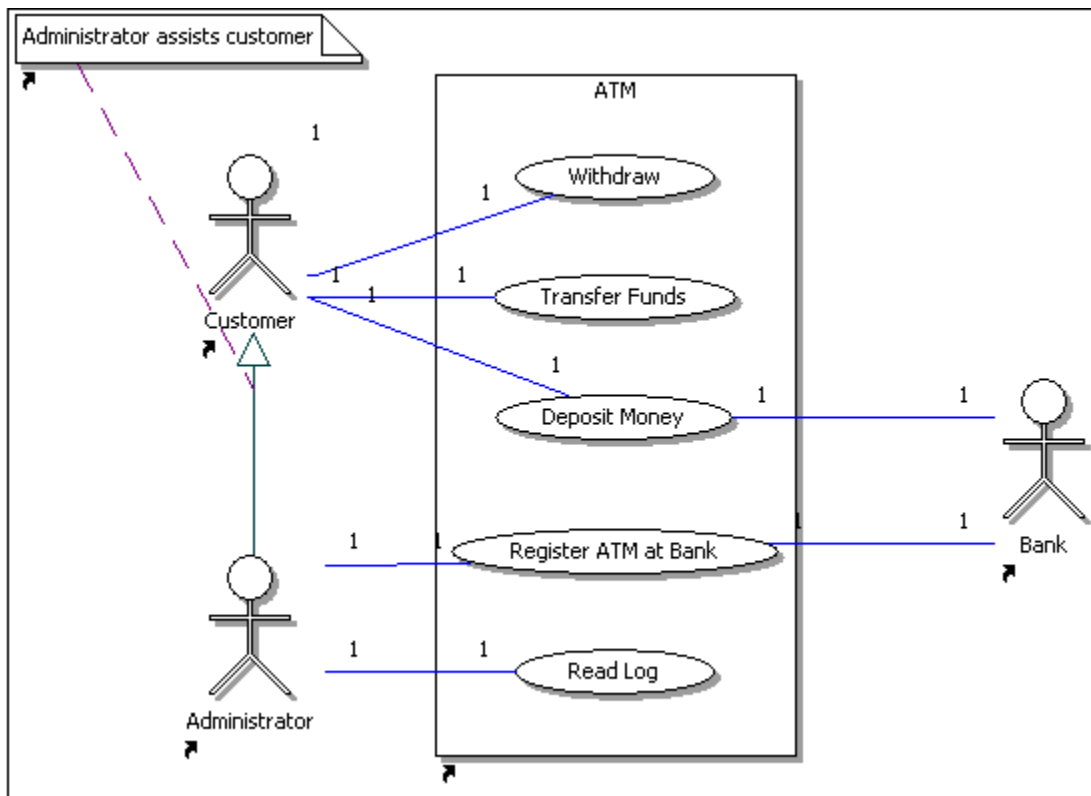 Administrator assists customer
ATM
1
Withdraw
1
1
1
1
Transfer Funds
Customer
1
1
1
Deposit Money
1
1
1
1
1
Register ATM at Bank
Bank
1
1
Read Log
Administrator